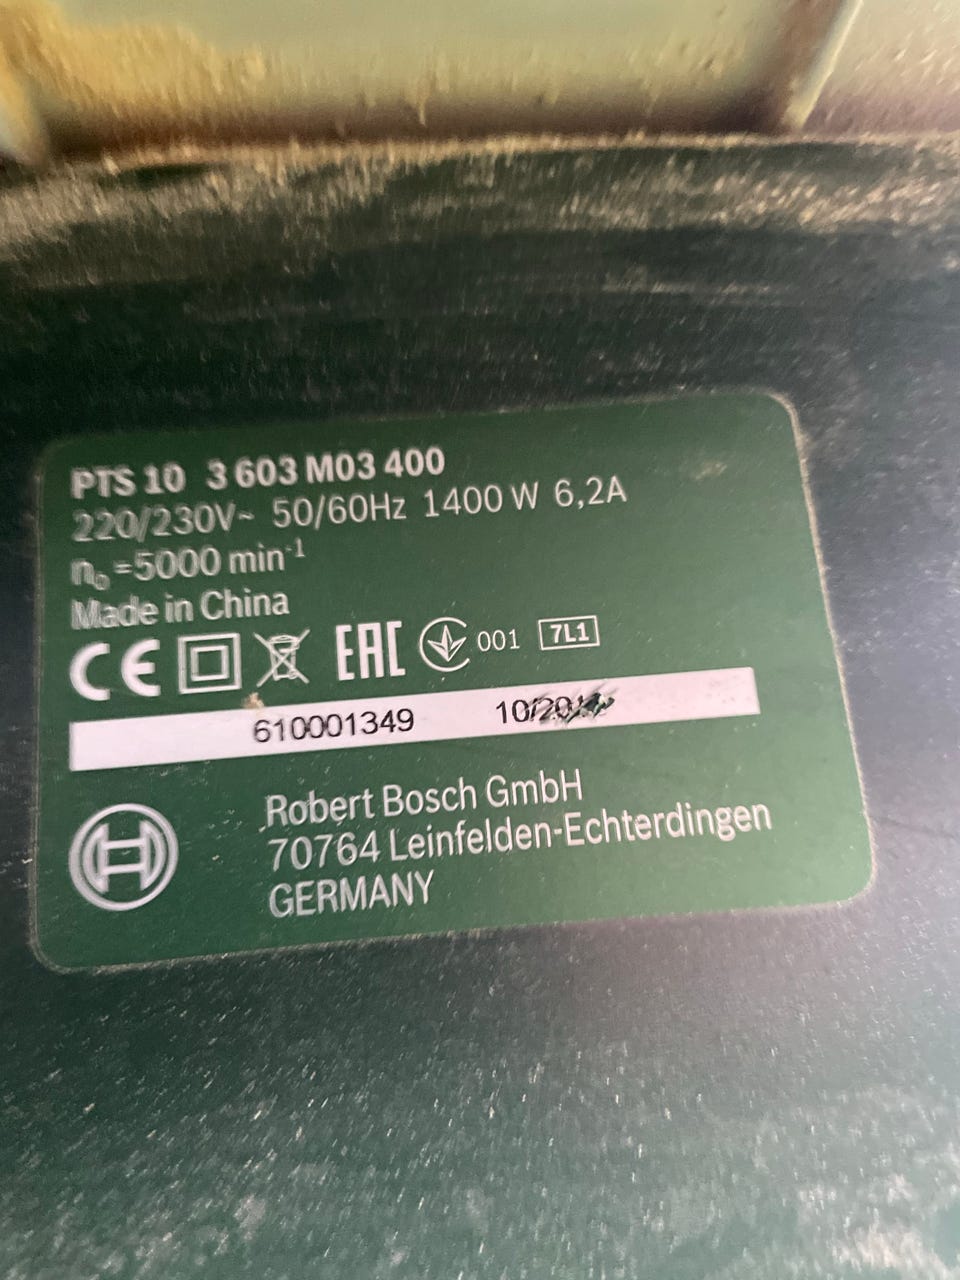 PTS 10 3 603 M03 400
220/230V~ 50/60Hz 1400 W 6,2A
n₀ =5000 min⁻¹
Made in China
CE EAC 001 7L1
610001349
Robert Bosch GmbH
70764 Leinfelden-Echterdingen
GERMANY